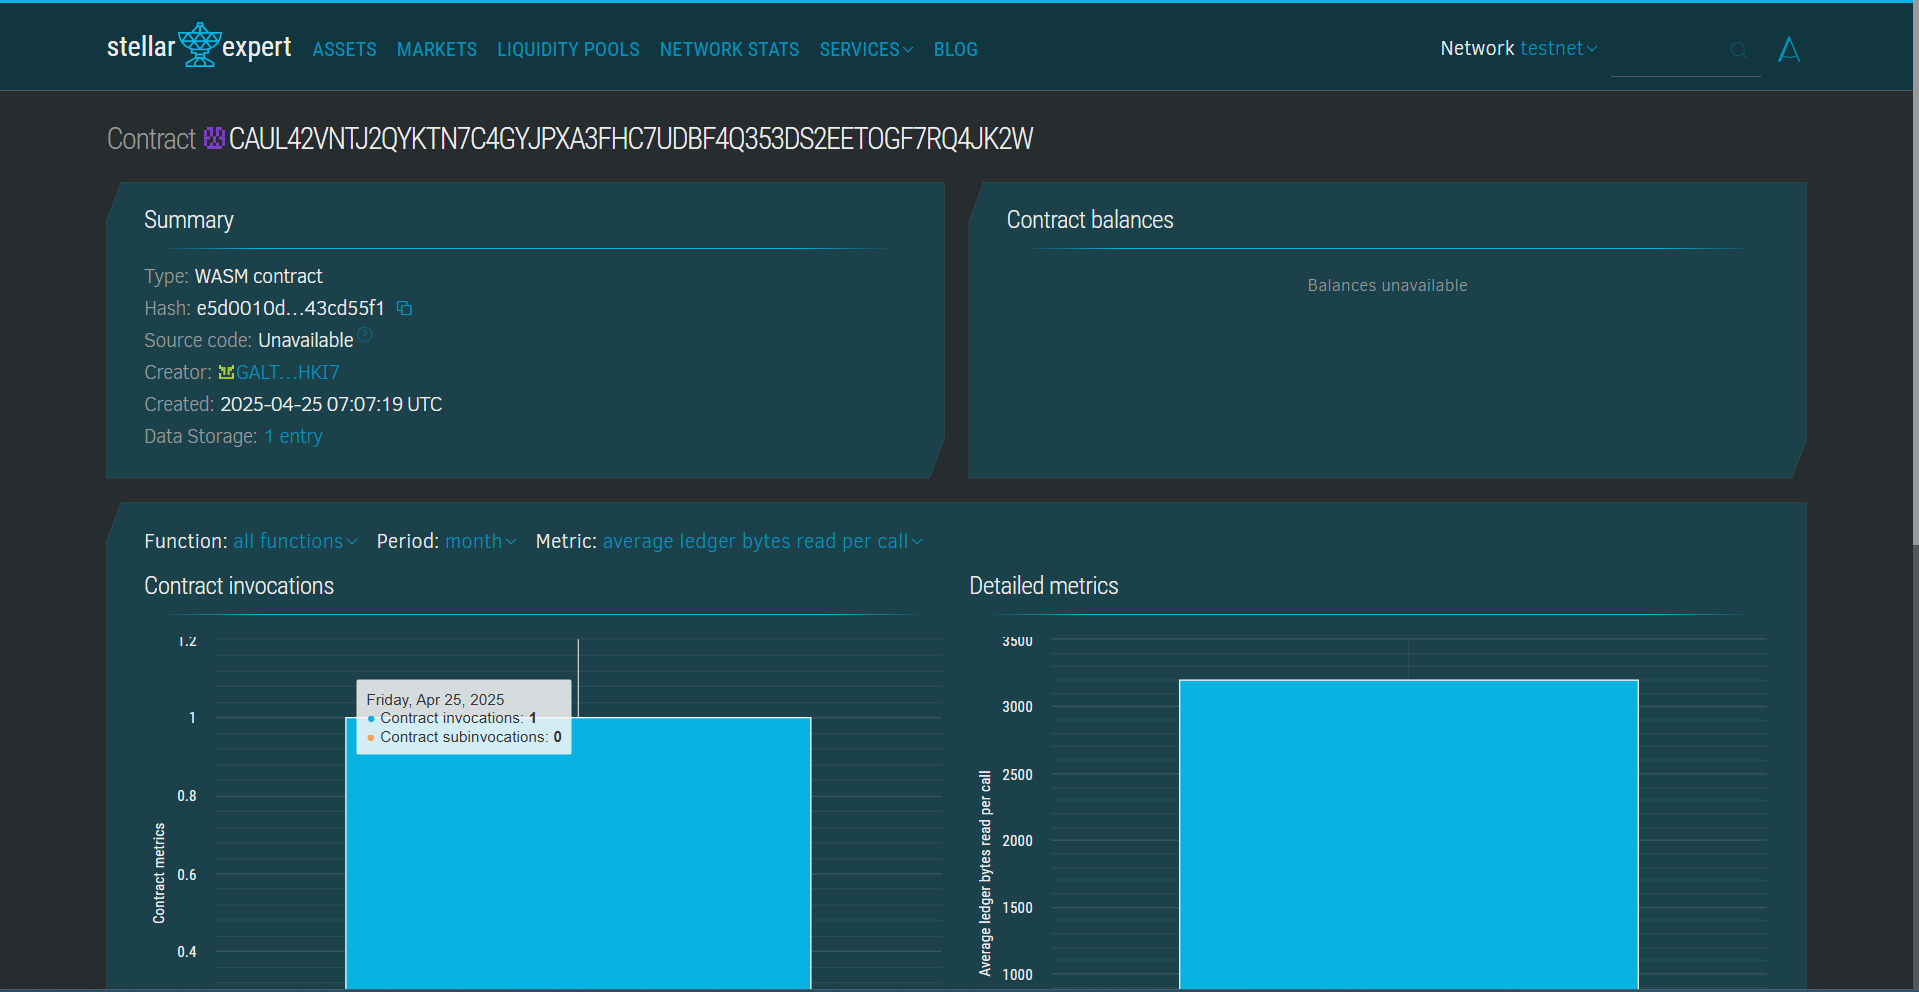 stellar expert ASSETS MARKETS LIQUIDITY POOLS NETWORK STATS SERVICES BLOG Network testnet
Contract CAUL42VNTJ2QYKTN7C4GYJPXA3FHC7UDBF4Q353DS2EETOGF7RQ4JK2W
Summary
Type: WASM contract
Hash: e5d0010d…43cd55f1
Source code: Unavailable
Creator: GALT…HKI7
Created: 2025-04-25 07:07:19 UTC
Data Storage: 1 entry
Contract balances
Balances unavailable
Function: all functions Period: month Metric: average ledger bytes read per call
Contract invocations
1.2
1
0.8
0.6
0.4
Contract metrics
Friday, Apr 25, 2025
Contract invocations: 1
Contract subinvocations: 0
Detailed metrics
3500
3000
2500
2000
1500
1000
Average ledger bytes read per call